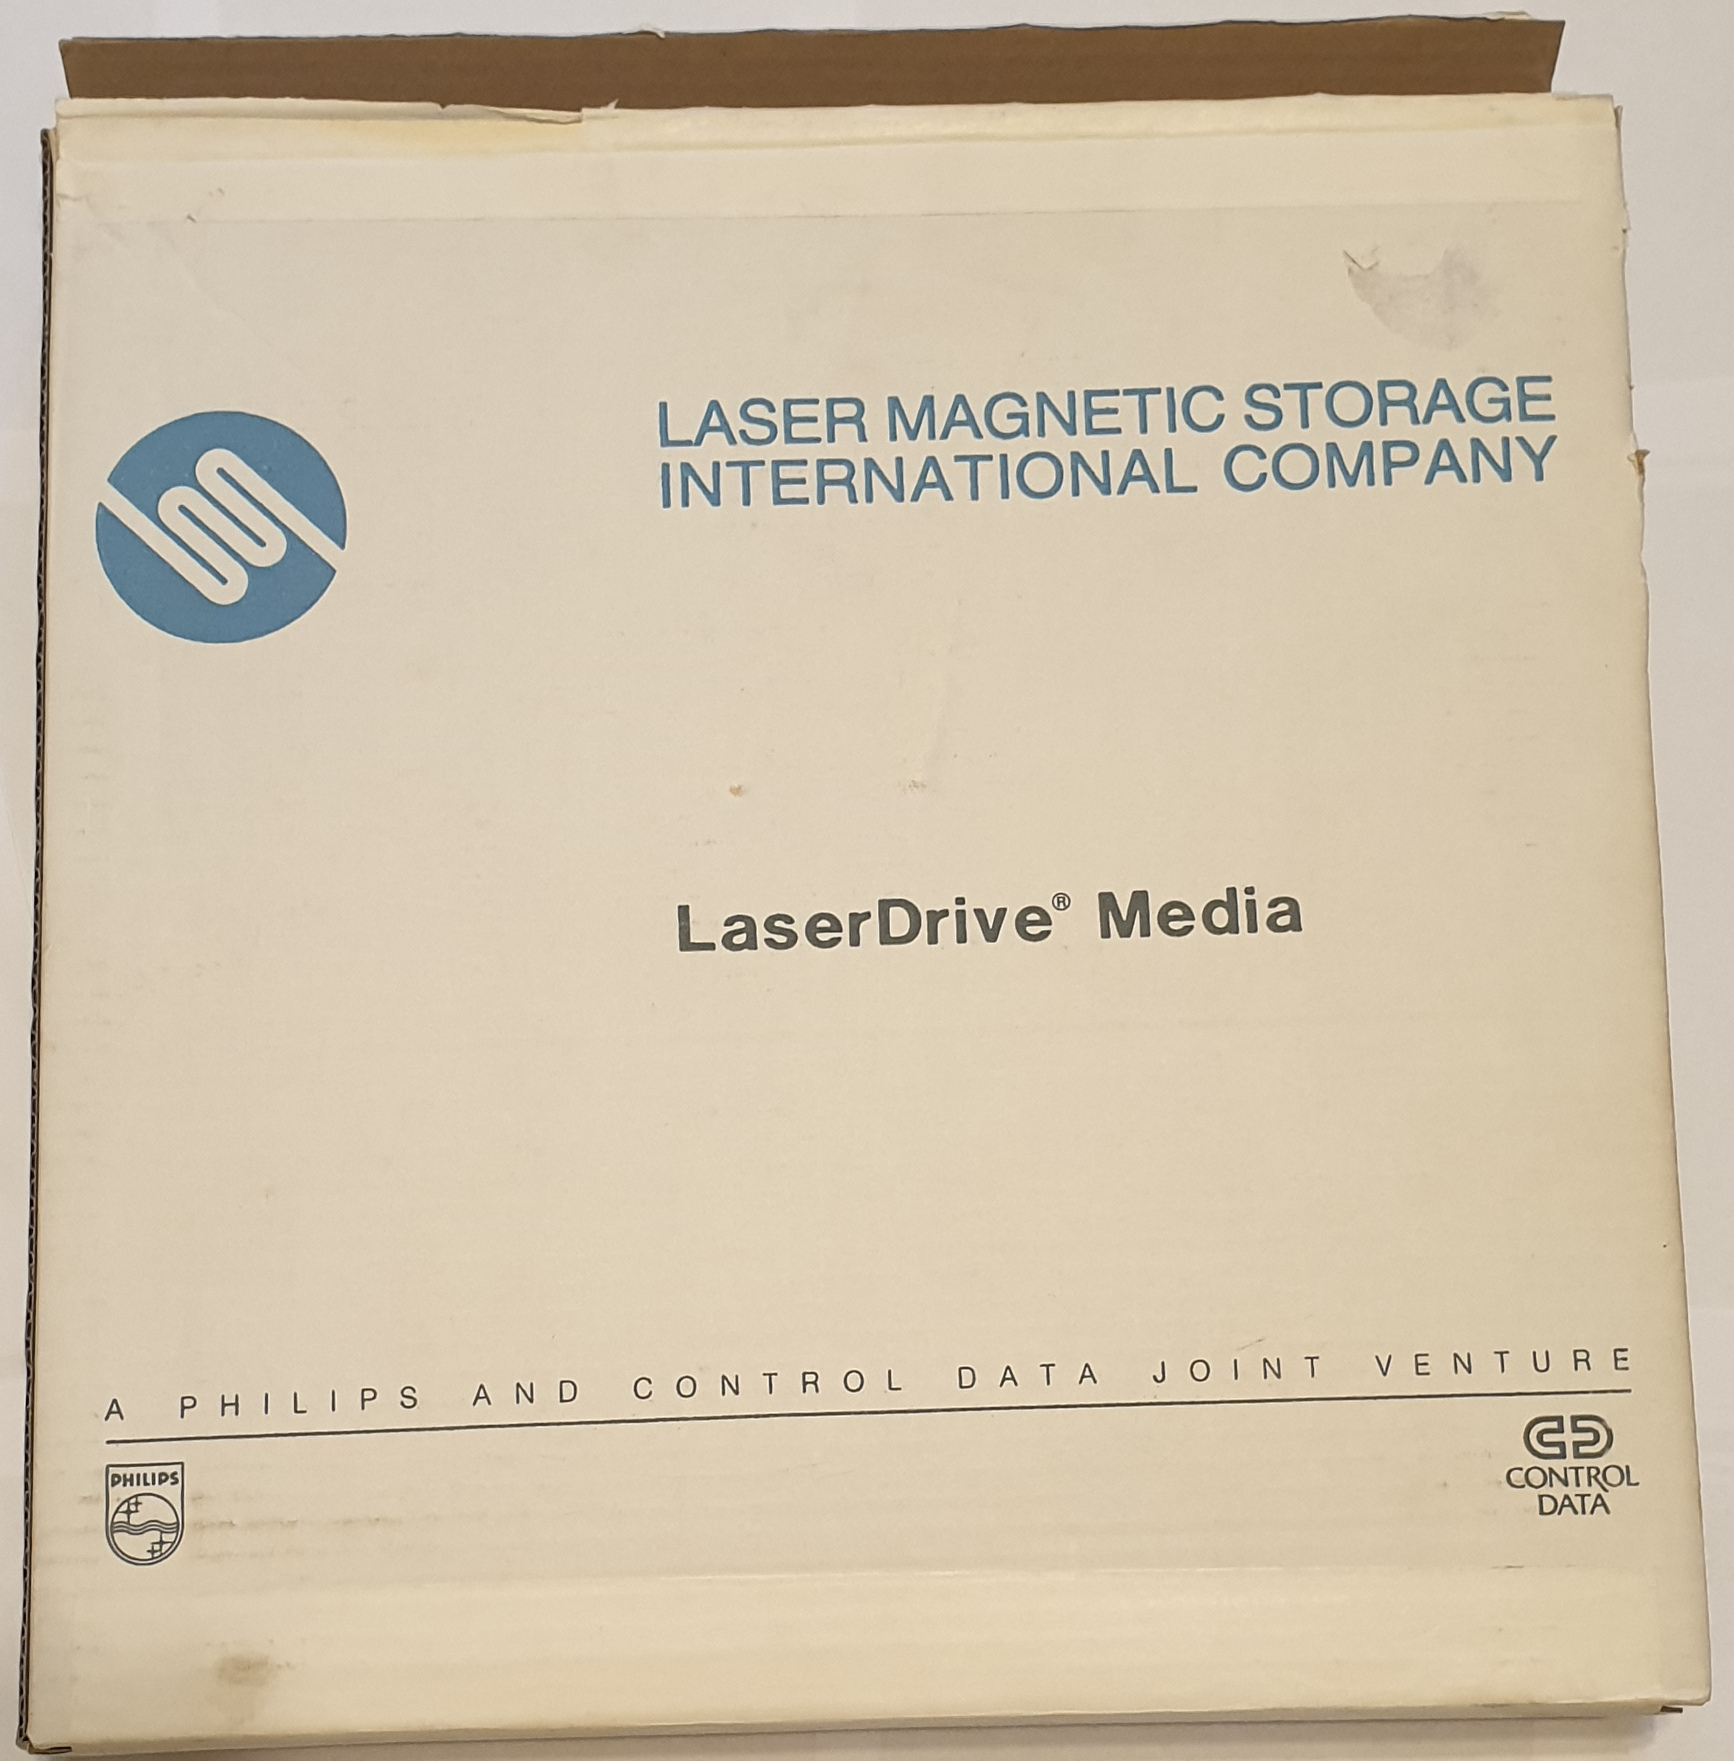 LASER MAGNETIC STORAGE
INTERNATIONAL COMPANY
LaserDrive® Media
A PHILIPS AND CONTROL DATA JOINT VENTURE
PHILIPS
CONTROL
DATA